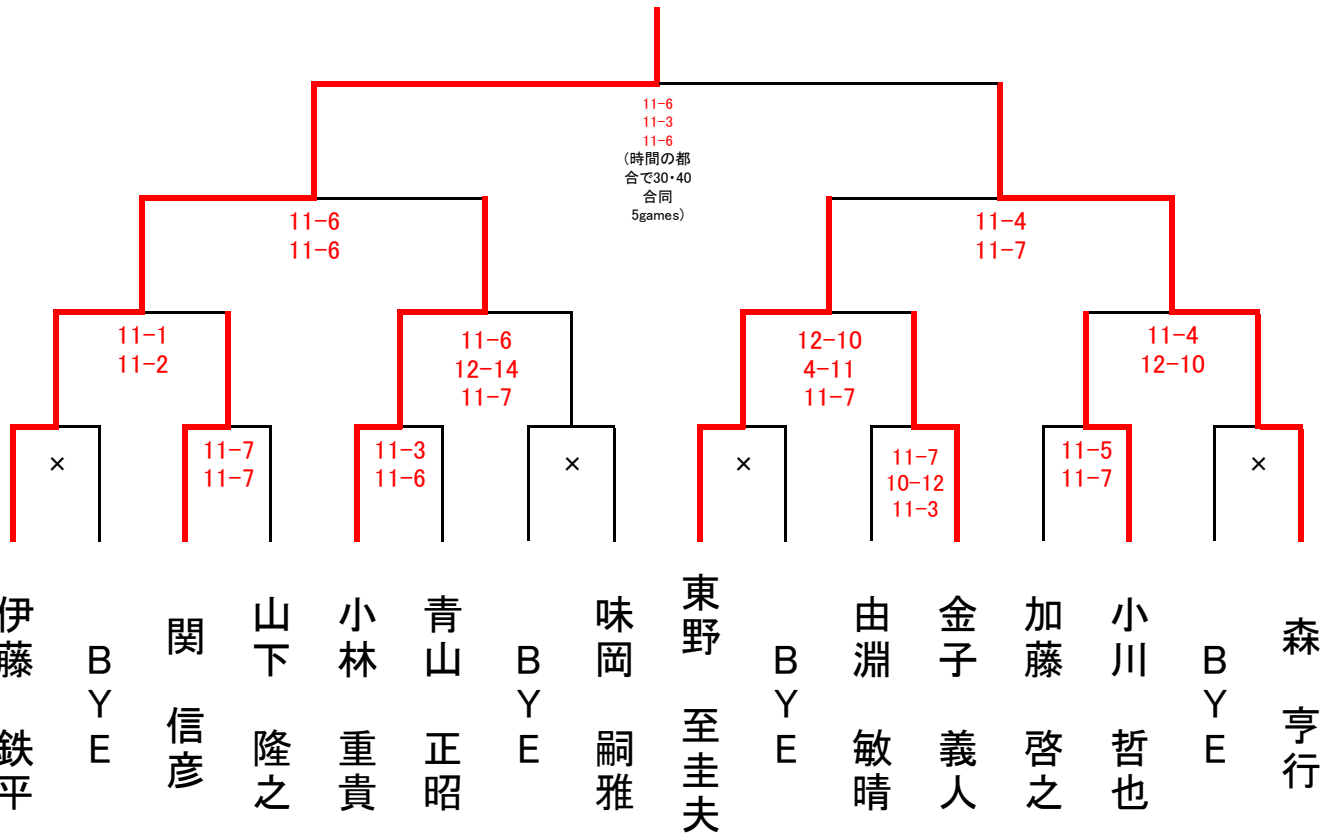 11-6
11-3
11-6
(時間の都
合で30・40
合同
5games)
11-6
11-6
11-4
11-7
11-1
11-2
11-6
12-14
11-7
12-10
4-11
11-7
11-4
12-10
×
11-7
11-7
11-3
11-6
×
×
11-7
10-12
11-3
11-5
11-7
×
伊藤 鉄平
BYE
関 信彦
山下 隆之
小林 重貴
青山 正昭
BYE
味岡 嗣雅
東野 至圭夫
BYE
由淵 敏晴
金子 義人
加藤 啓之
小川 哲也
BYE
森 亨行